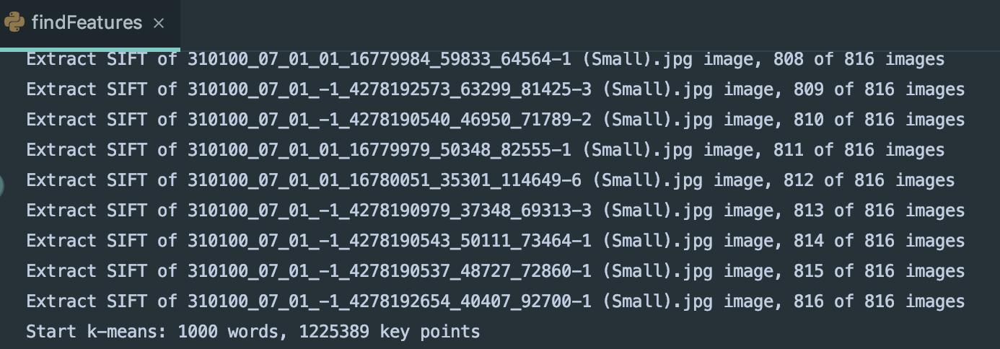 findFeatures ×
Extract SIFT of 310100_07_01_01_16779984_59833_64564-1 (Small).jpg image, 808 of 816 images
Extract SIFT of 310100_07_01_-1_4278192573_63299_81425-3 (Small).jpg image, 809 of 816 images
Extract SIFT of 310100_07_01_-1_4278190540_46950_71789-2 (Small).jpg image, 810 of 816 images
Extract SIFT of 310100_07_01_01_16779979_50348_82555-1 (Small).jpg image, 811 of 816 images
Extract SIFT of 310100_07_01_01_16780051_35301_114649-6 (Small).jpg image, 812 of 816 images
Extract SIFT of 310100_07_01_-1_4278190979_37348_69313-3 (Small).jpg image, 813 of 816 images
Extract SIFT of 310100_07_01_-1_4278190543_50111_73464-1 (Small).jpg image, 814 of 816 images
Extract SIFT of 310100_07_01_-1_4278190537_48727_72860-1 (Small).jpg image, 815 of 816 images
Extract SIFT of 310100_07_01_-1_4278192654_40407_92700-1 (Small).jpg image, 816 of 816 images
Start k-means: 1000 words, 1225389 key points